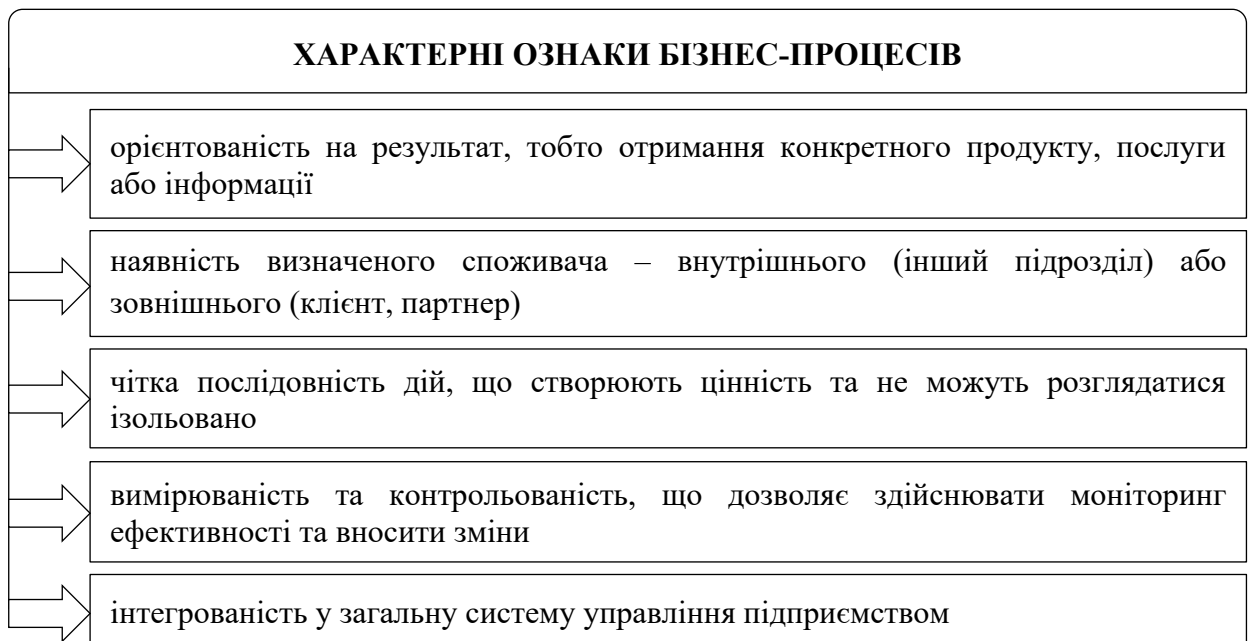 ХАРАКТЕРНІ ОЗНАКИ БІЗНЕС-ПРОЦЕСІВ
орієнтованість на результат, тобто отримання конкретного продукту, послуги
або інформації
наявність визначеного споживача – внутрішнього (інший підрозділ) або
зовнішнього (клієнт, партнер)
чітка послідовність дій, що створюють цінність та не можуть розглядатися
ізольовано
вимірюваність та контрольованість, що дозволяє здійснювати моніторинг
ефективності та вносити зміни
інтегрованість у загальну систему управління підприємством